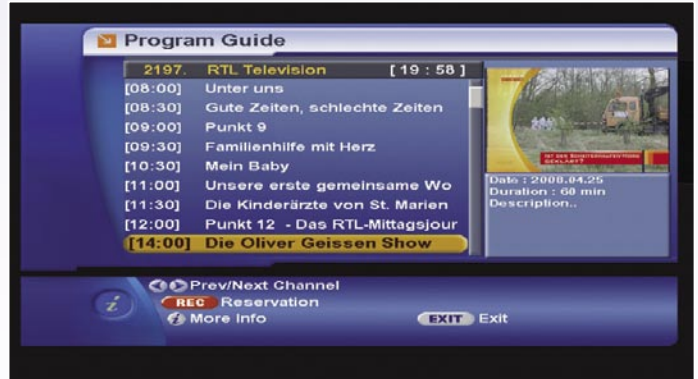 Program Guide
2197. RTL Television [ 19 : 58 ]
[08:00] Unter uns
[08:30] Gute Zeiten, schlechte Zeiten
[09:00] Punkt 9
[09:30] Familienhilfe mit Herz
[10:30] Mein Baby
[11:00] Unsere erste gemeinsame Wo
[11:30] Die Kinderärzte von St. Marien
[12:00] Punkt 12 - Das RTL-Mittagsjour
[14:00] Die Oliver Geissen Show
IST DER
GEKLÄRT?
Date : 2008.04.25
Duration : 60 min
Description..
Prev/Next Channel
REC Reservation
i More Info
EXIT Exit
i